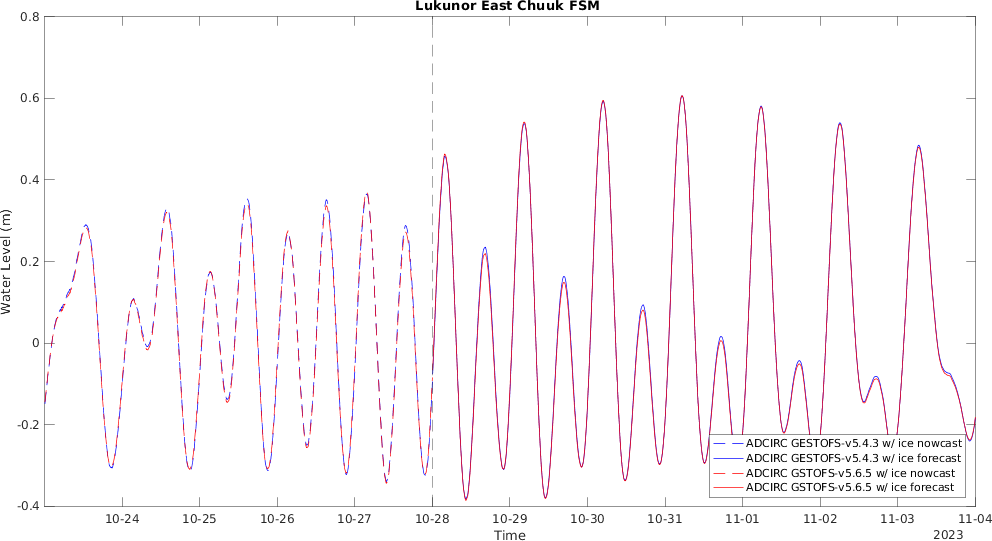 Lukunor East Chuuk FSM
0.8
0.6
0.4
0.2
0
-0.2
-0.4
Water Level (m)
10-24
10-25
10-26
10-27
10-28
10-29
10-30
10-31
11-01
11-02
11-03
11-04
2023
Time
ADCIRC GESTOFS-v5.4.3 w/ ice nowcast
ADCIRC GESTOFS-v5.4.3 w/ ice forecast
ADCIRC GSTOFS-v5.6.5 w/ ice nowcast
ADCIRC GSTOFS-v5.6.5 w/ ice forecast